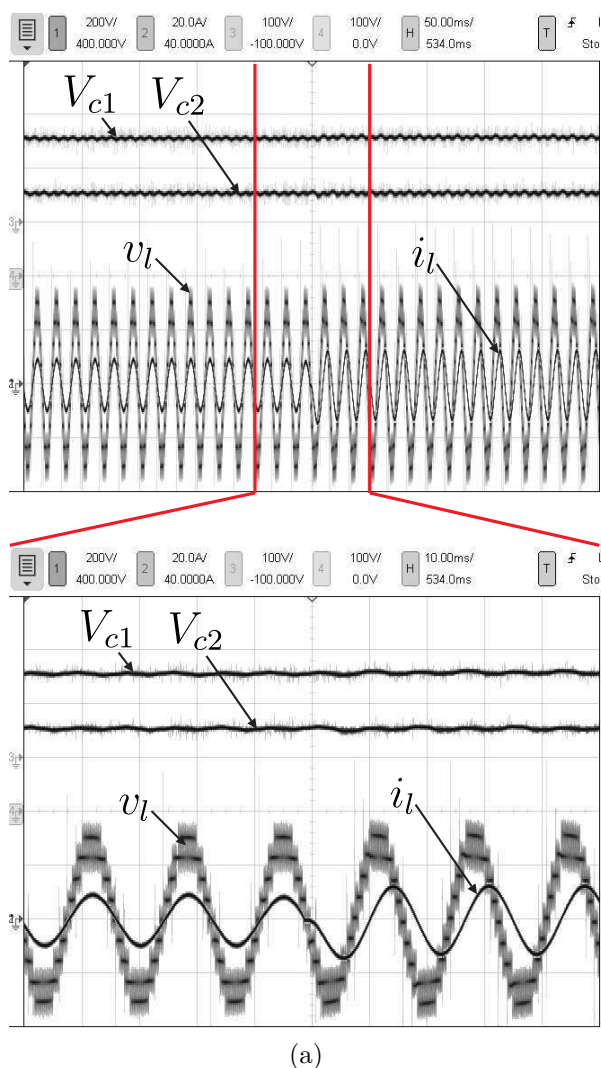 1 200V/ 2 20.0A/ 3 100V/ 4 100V/ H 50.00ms/ T
400.000V 40.0000A -100.000V 0.0V 534.0ms Sto
V_{c1} V_{c2}
v_l i_l
1 200V/ 2 20.0A/ 3 100V/ 4 100V/ H 10.00ms/ T
400.000V 40.0000A -100.000V 0.0V 534.0ms Sto
V_{c1} V_{c2}
v_l i_l
(a)